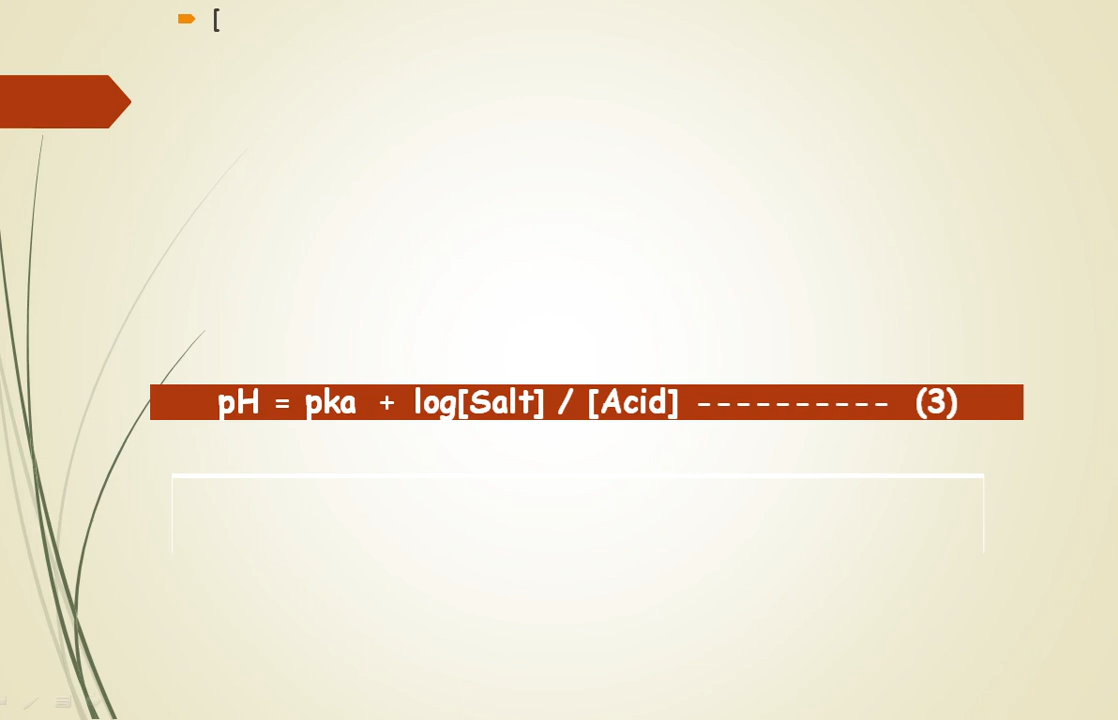 [
pH = pka + log[Salt] / [Acid] ---------- (3)